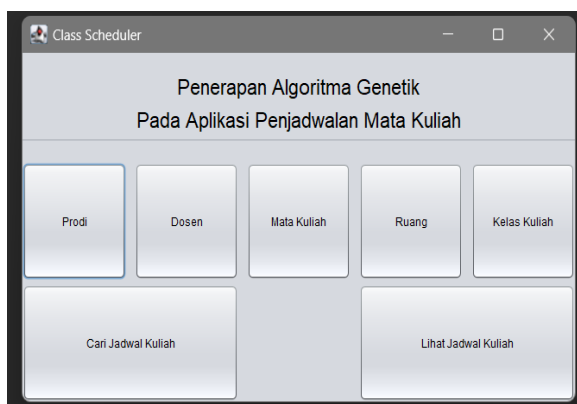 Class Scheduler
Penerapan Algoritma Genetik
Pada Aplikasi Penjadwalan Mata Kuliah
Prodi
Dosen
Mata Kuliah
Ruang
Kelas Kuliah
Cari Jadwal Kuliah
Lihat Jadwal Kuliah